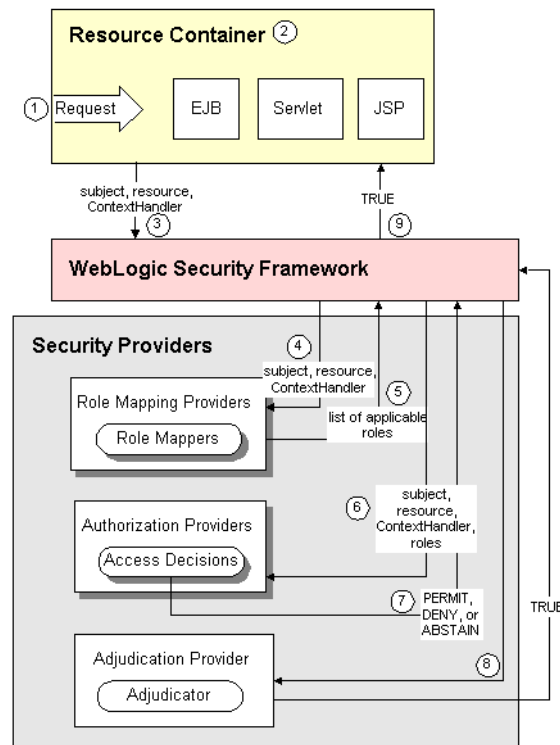 Resource Container 2
1 Request
EJB
Servlet
JSP
subject, resource,
ContextHandler
3
TRUE
9
WebLogic Security Framework
Security Providers
4
subject, resource,
ContextHandler
Role Mapping Providers
Role Mappers
5
list of applicable
roles
6
subject,
resource,
ContextHandler,
roles
Authorization Providers
Access Decisions
7
PERMIT,
DENY, or
ABSTAIN
TRUE
8
Adjudication Provider
Adjudicator